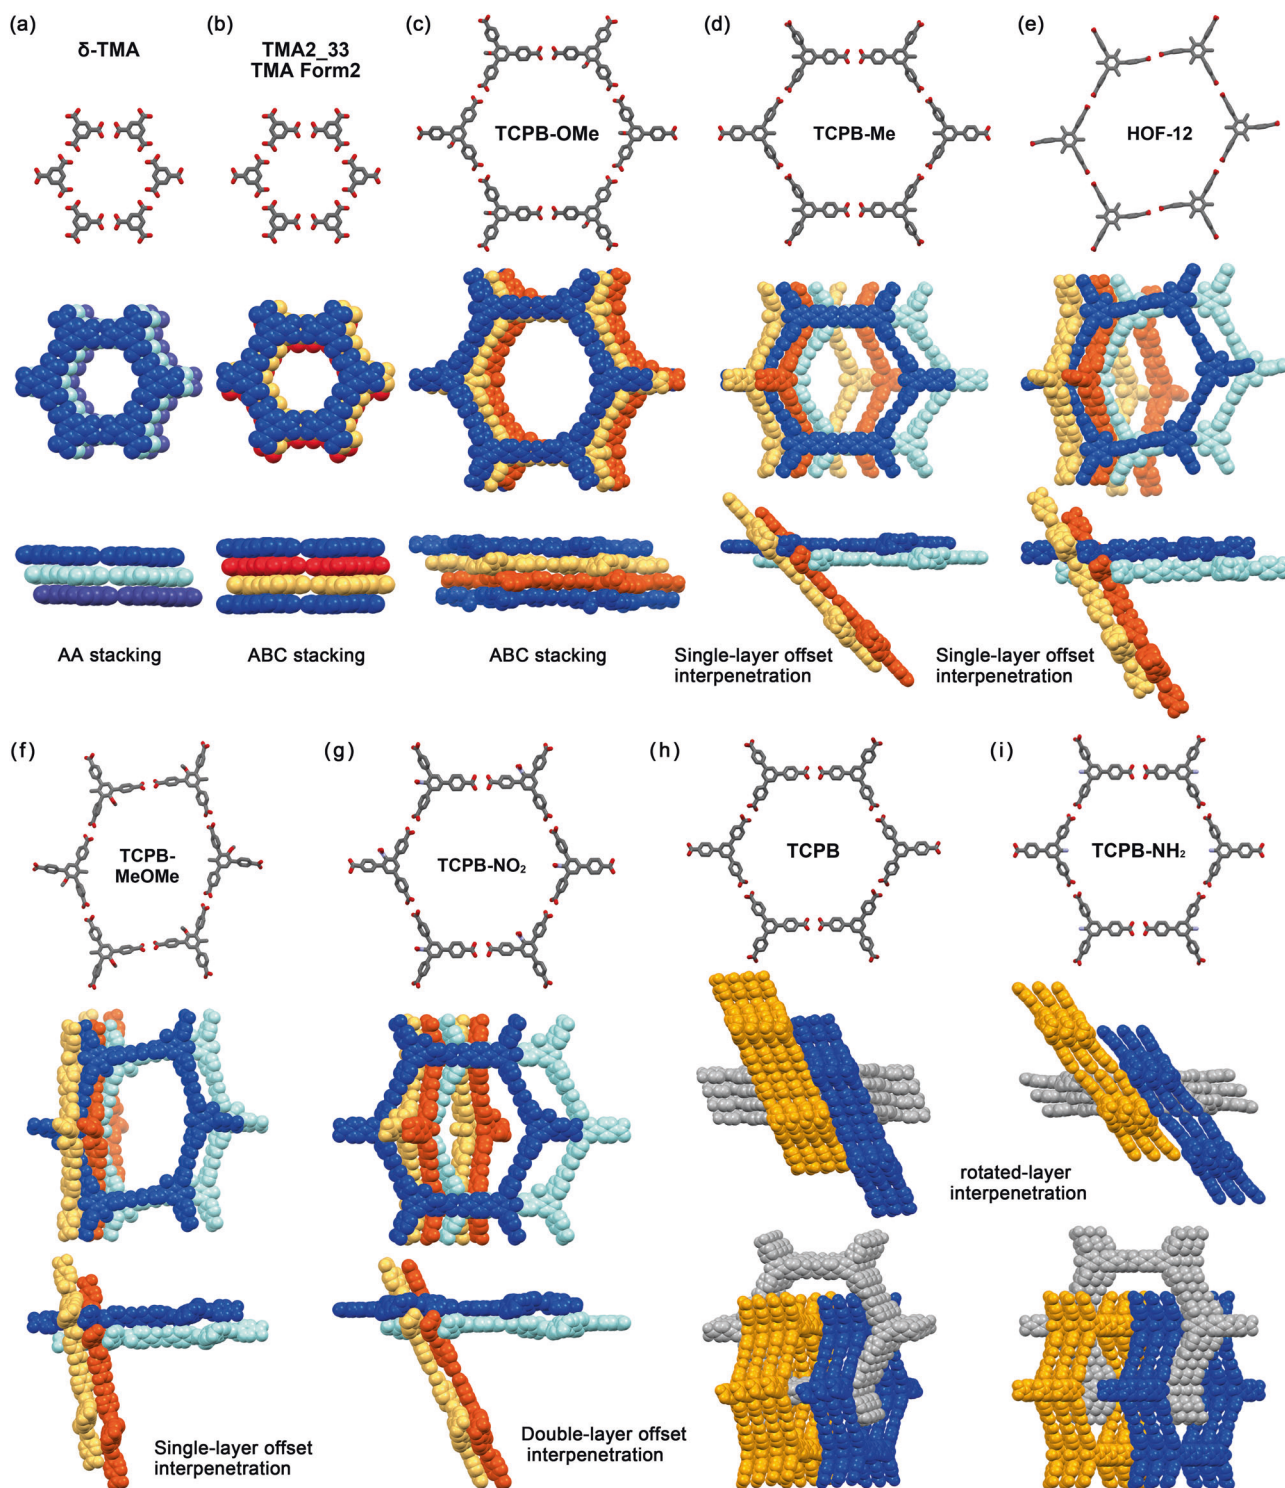 (a)
δ-TMA
(b)
TMA2_33
TMA Form2
(c)
TCPB-OMe
(d)
TCPB-Me
(e)
HOF-12
AA stacking
ABC stacking
ABC stacking
Single-layer offset
interpenetration
Single-layer offset
interpenetration
(f)
TCPB-
MeOMe
(g)
TCPB-NO₂
(h)
TCPB
(i)
TCPB-NH₂
rotated-layer
interpenetration
Single-layer offset
interpenetration
Double-layer offset
interpenetration